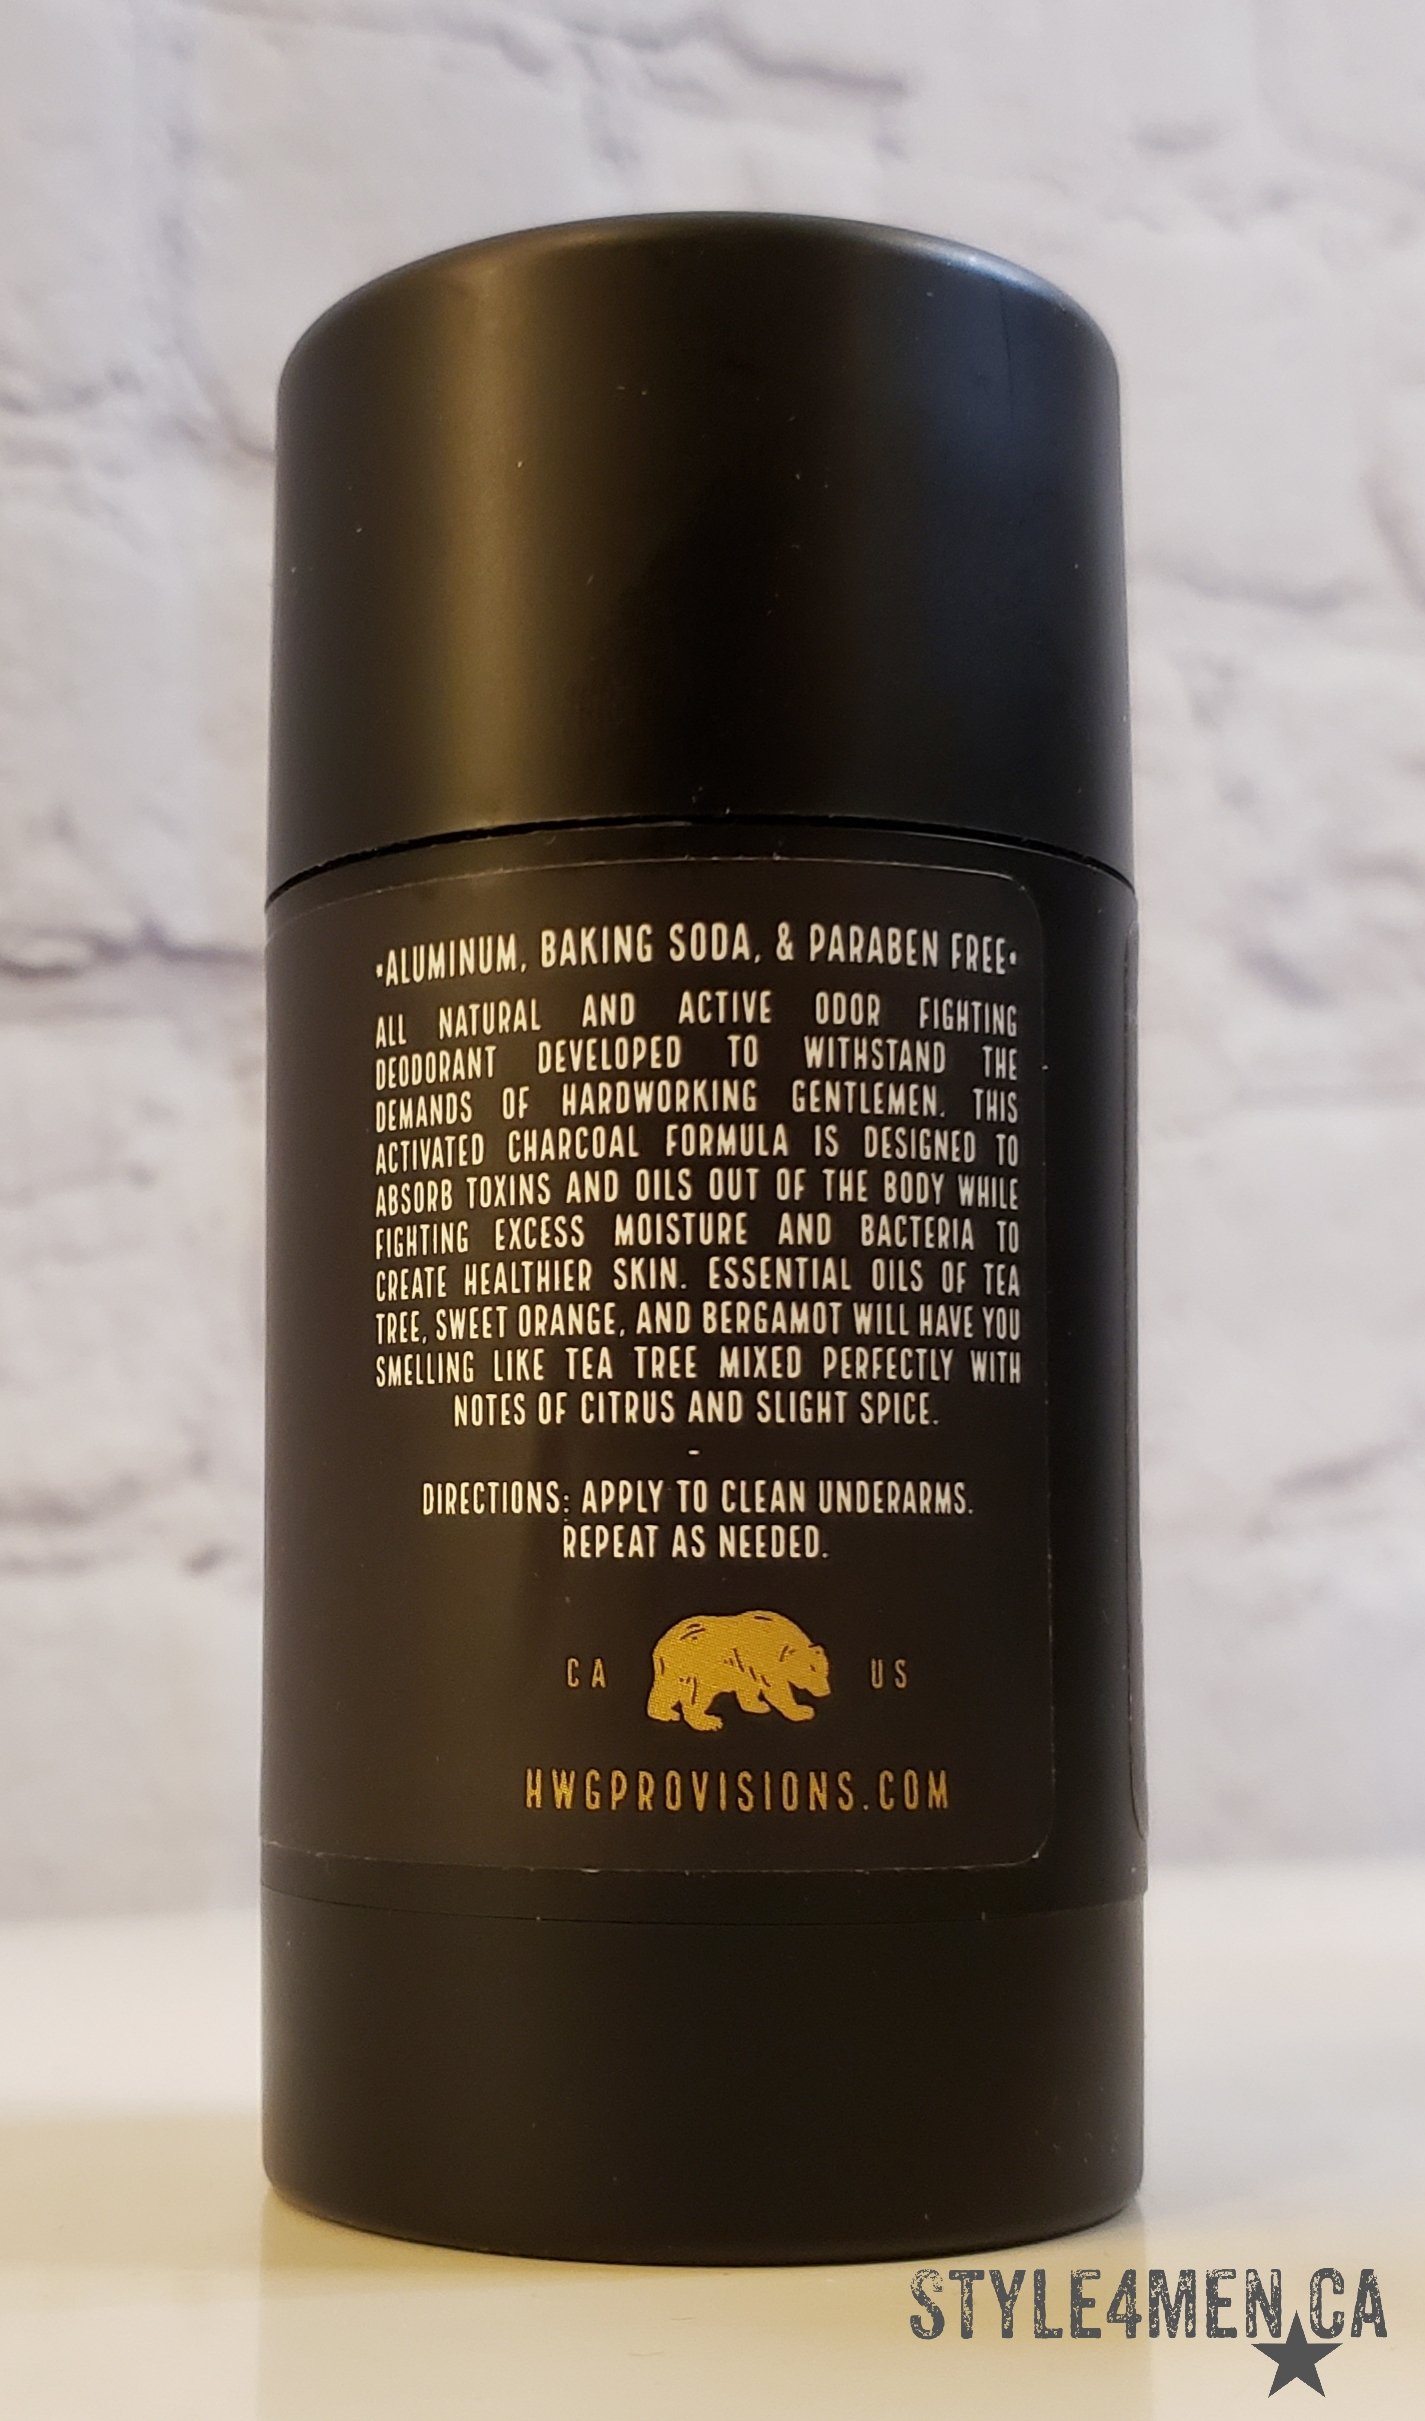 •ALUMINUM, BAKING SODA, & PARABEN FREE•
ALL NATURAL AND ACTIVE ODOR FIGHTING
DEODORANT DEVELOPED TO WITHSTAND THE
DEMANDS OF HARDWORKING GENTLEMEN. THIS
ACTIVATED CHARCOAL FORMULA IS DESIGNED TO
ABSORB TOXINS AND OILS OUT OF THE BODY WHILE
FIGHTING EXCESS MOISTURE AND BACTERIA TO
CREATE HEALTHIER SKIN. ESSENTIAL OILS OF TEA
TREE, SWEET ORANGE, AND BERGAMOT WILL HAVE YOU
SMELLING LIKE TEA TREE MIXED PERFECTLY WITH
NOTES OF CITRUS AND SLIGHT SPICE.
-
DIRECTIONS: APPLY TO CLEAN UNDERARMS.
REPEAT AS NEEDED.
CA US
HWGPROVISIONS.COM
STYLE4MEN.CA